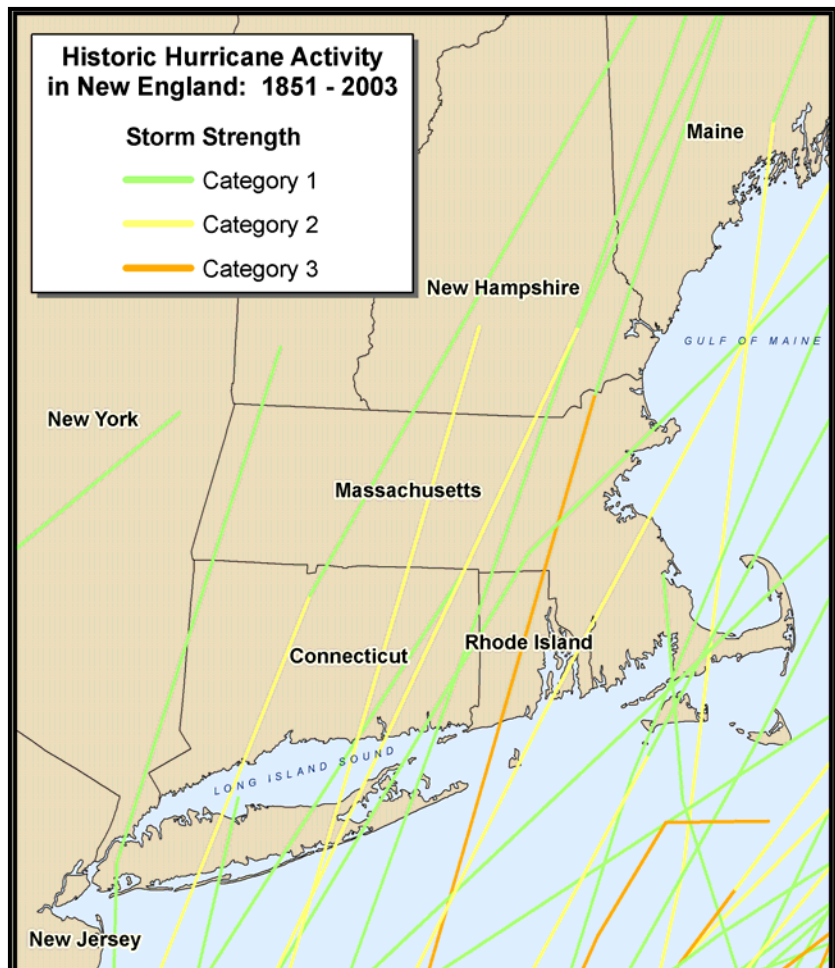 Historic Hurricane Activity
in New England: 1851 - 2003
Storm Strength
Category 1
Category 2
Category 3
Maine
New Hampshire
GULF OF MAINE
New York
Massachusetts
Connecticut
Rhode Island
LONG ISLAND SOUND
New Jersey